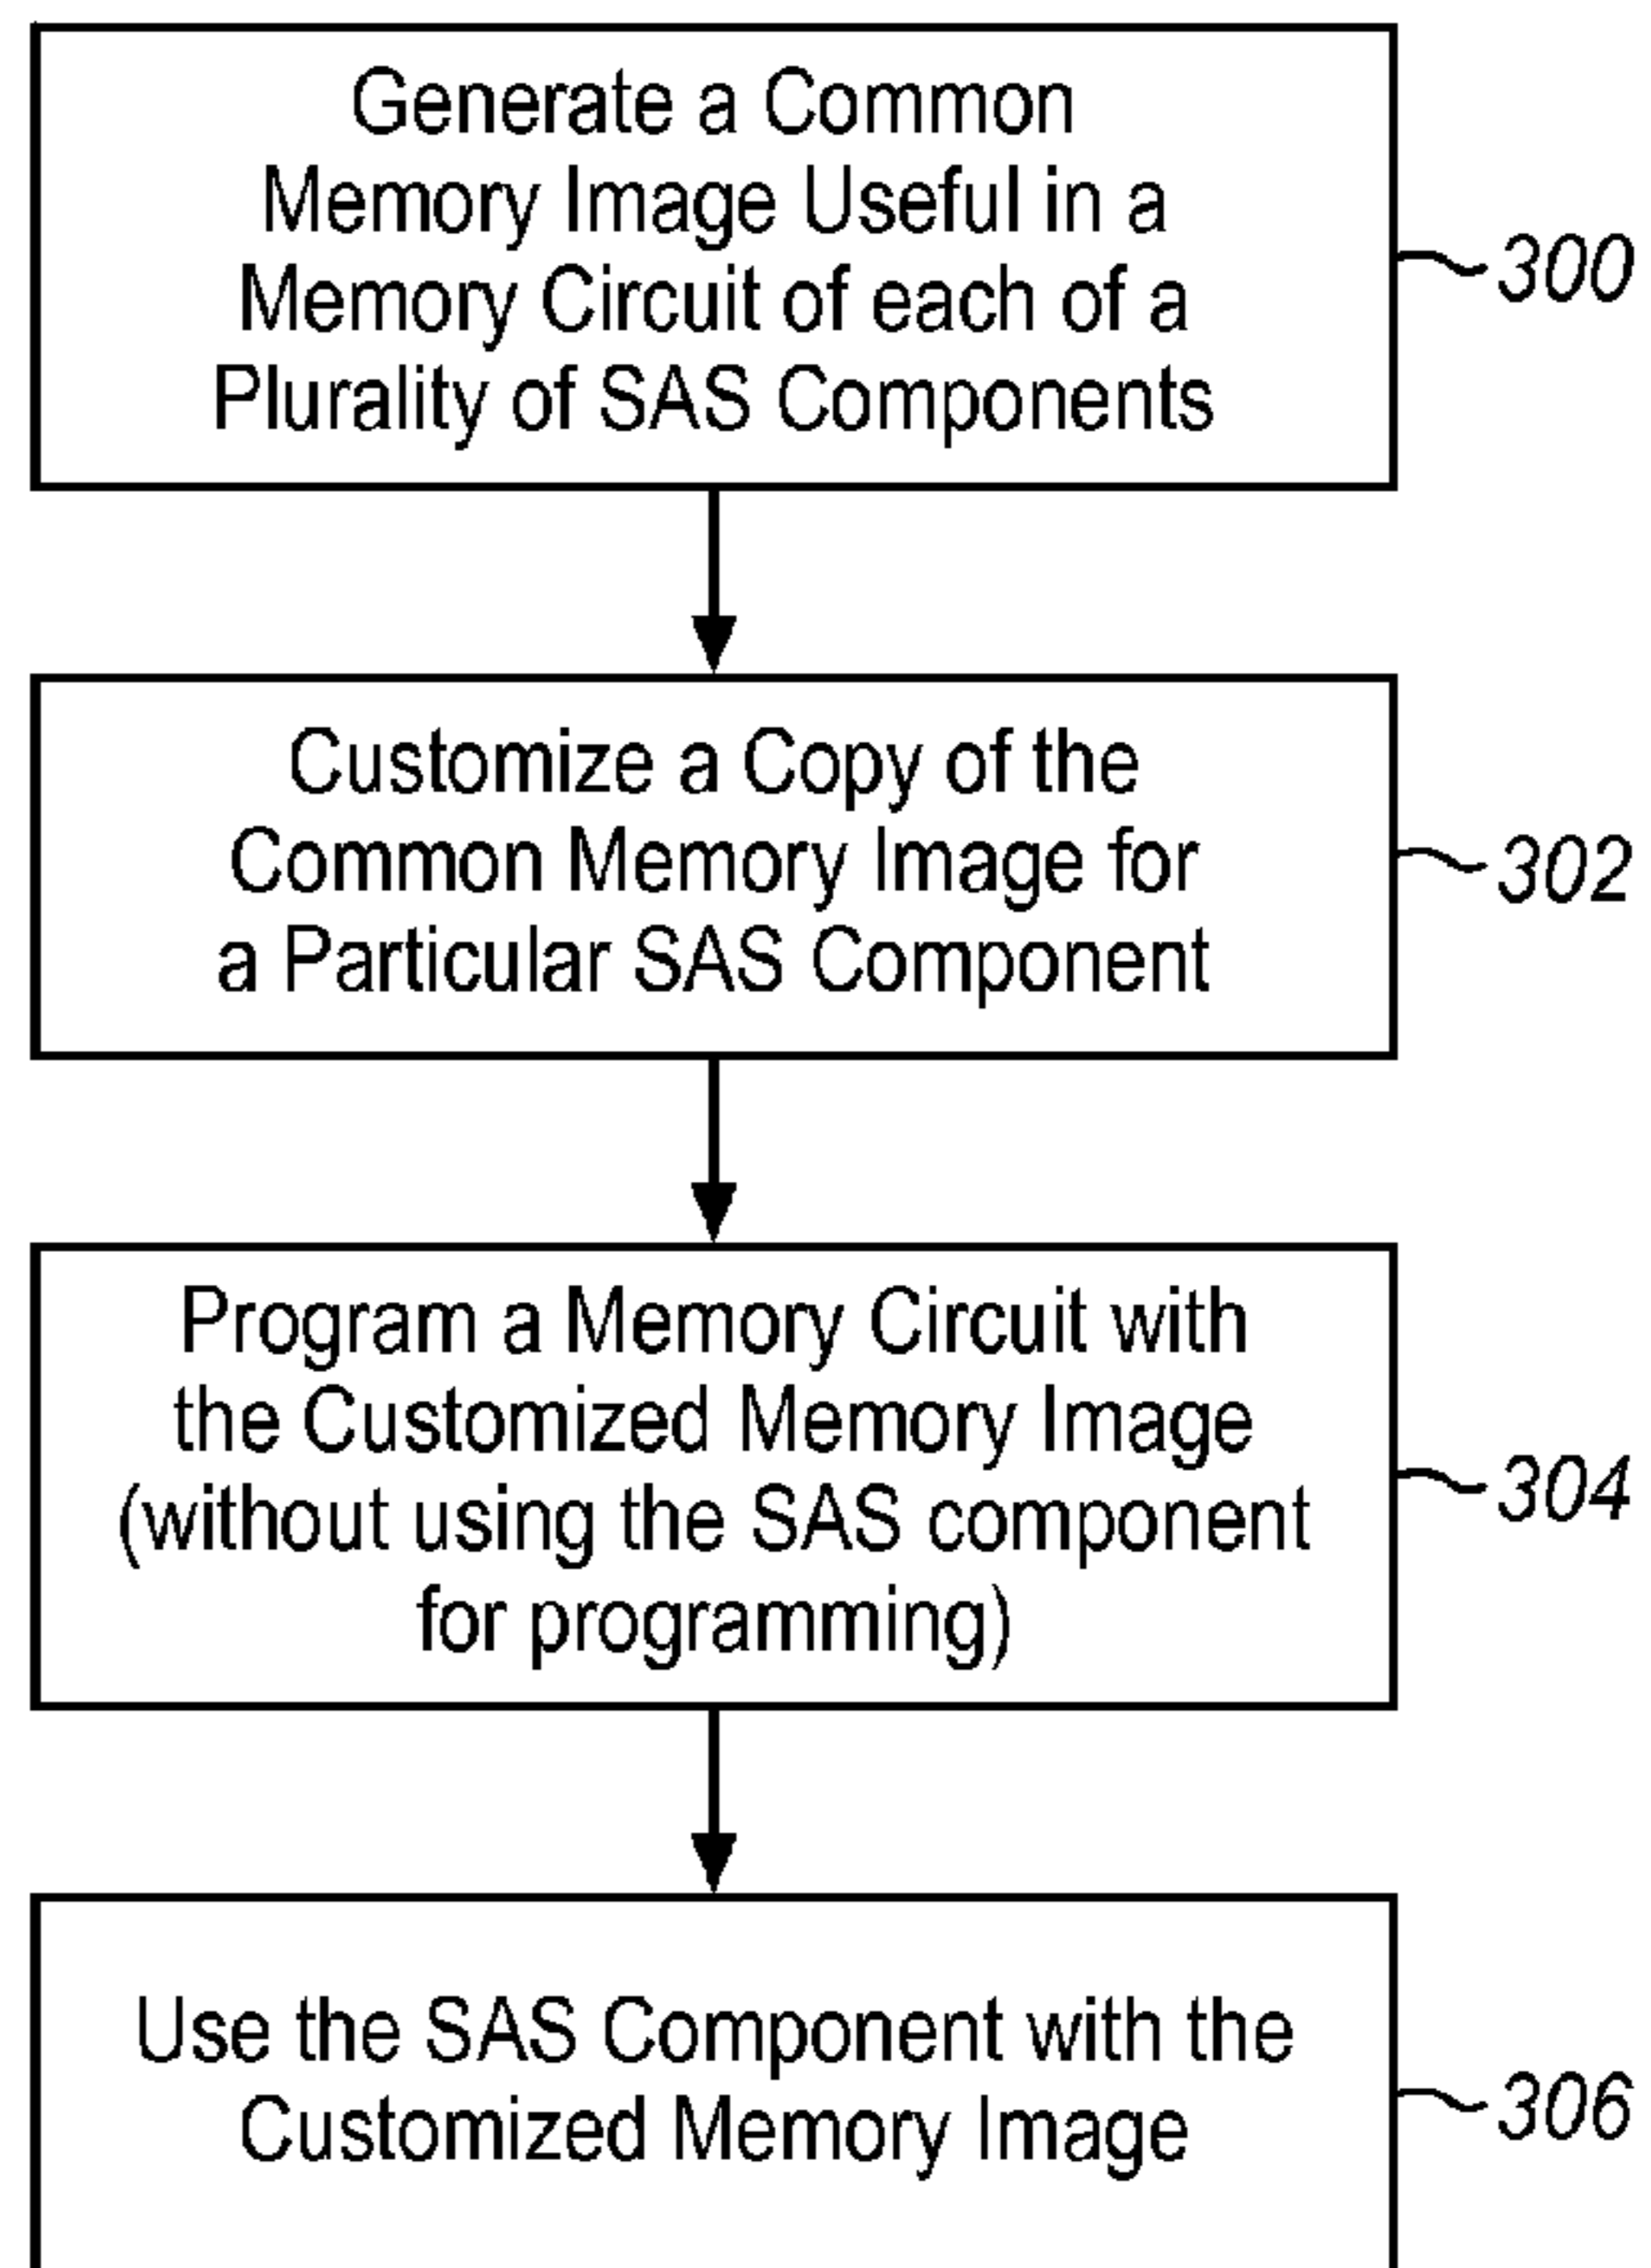 Generate a Common
Memory Image Useful in a
Memory Circuit of each of a
Plurality of SAS Components
300
Customize a Copy of the
Common Memory Image for
a Particular SAS Component
302
Program a Memory Circuit with
the Customized Memory Image
(without using the SAS component
for programming)
304
Use the SAS Component with the
Customized Memory Image
306